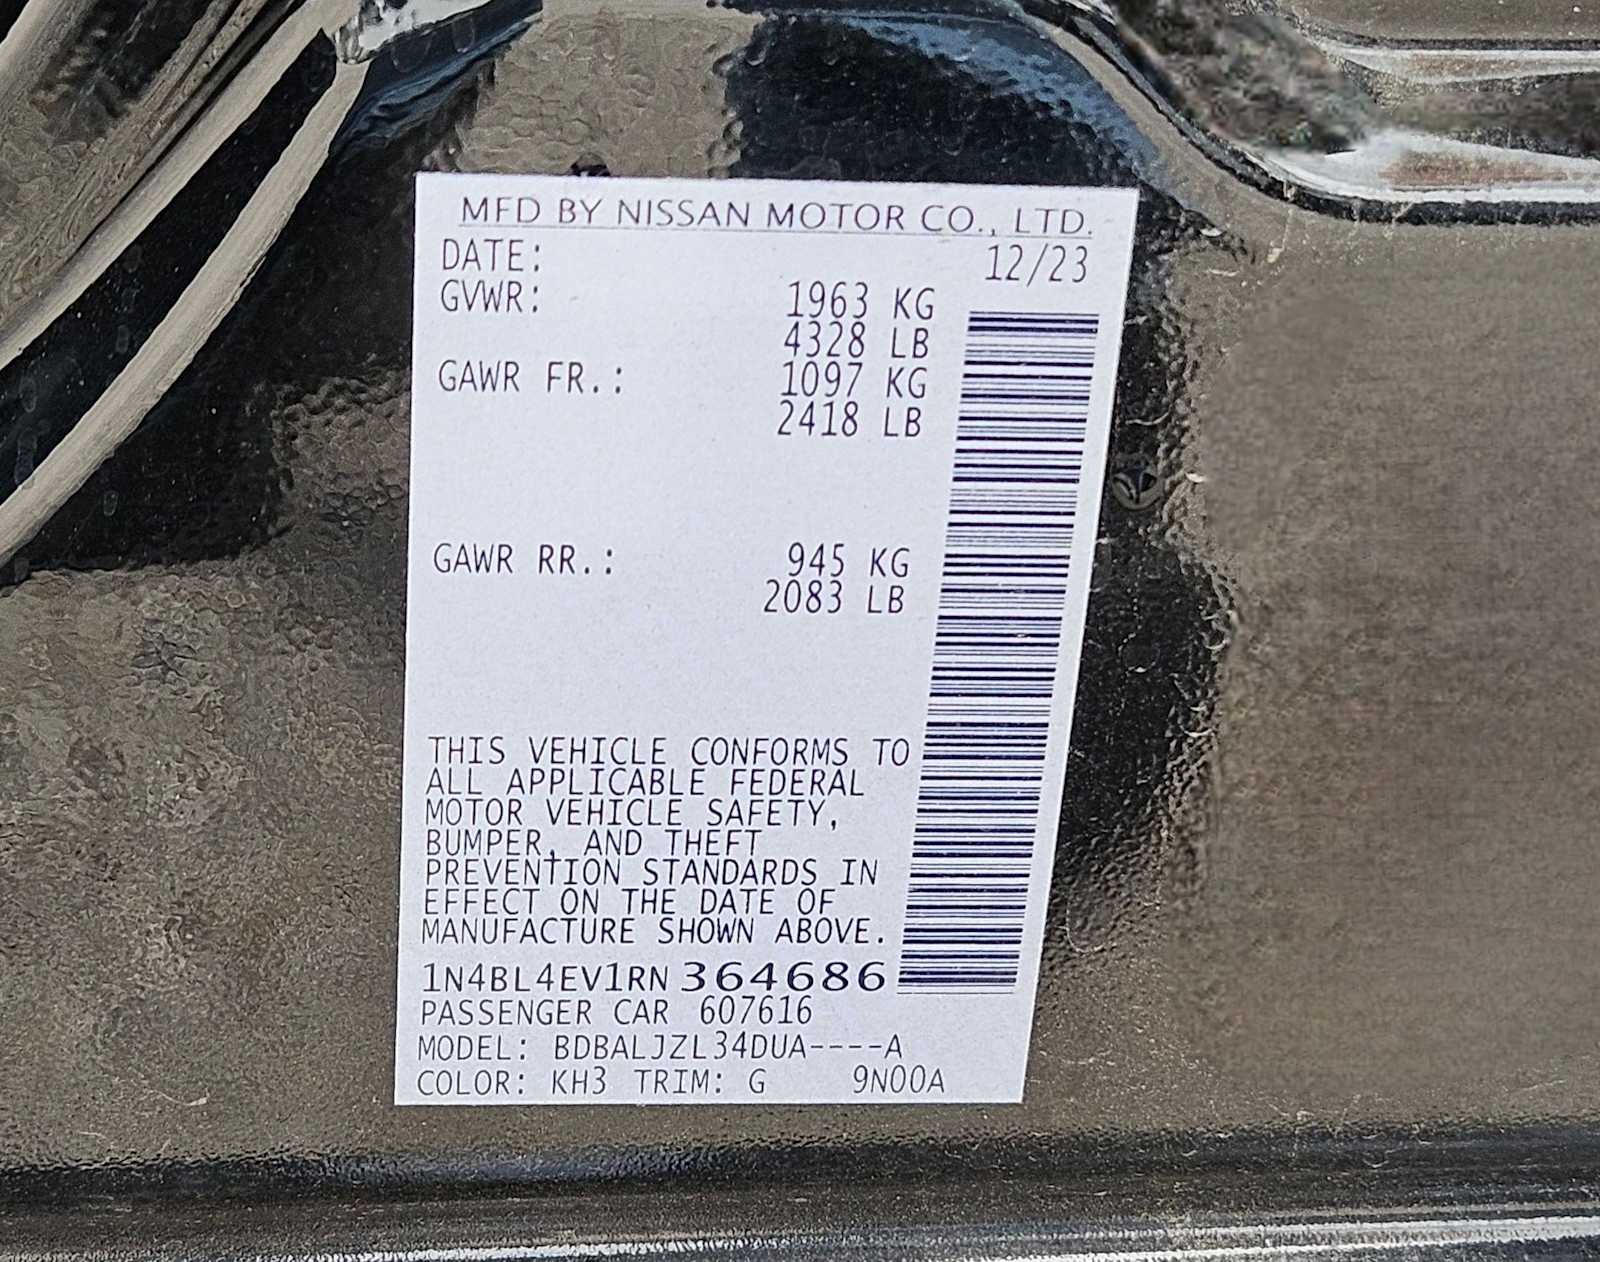 MFD BY NISSAN MOTOR CO., LTD.
DATE: 12/23
GVWR: 1963 KG
4328 LB
GAWR FR.: 1097 KG
2418 LB
GAWR RR.: 945 KG
2083 LB
THIS VEHICLE CONFORMS TO
ALL APPLICABLE FEDERAL
MOTOR VEHICLE SAFETY,
BUMPER, AND THEFT
PREVENTION STANDARDS IN
EFFECT ON THE DATE OF
MANUFACTURE SHOWN ABOVE.
1N4BL4EV1RN364686
PASSENGER CAR 607616
MODEL: BDBALJZL34DUA----A
COLOR: KH3 TRIM: G 9N00A